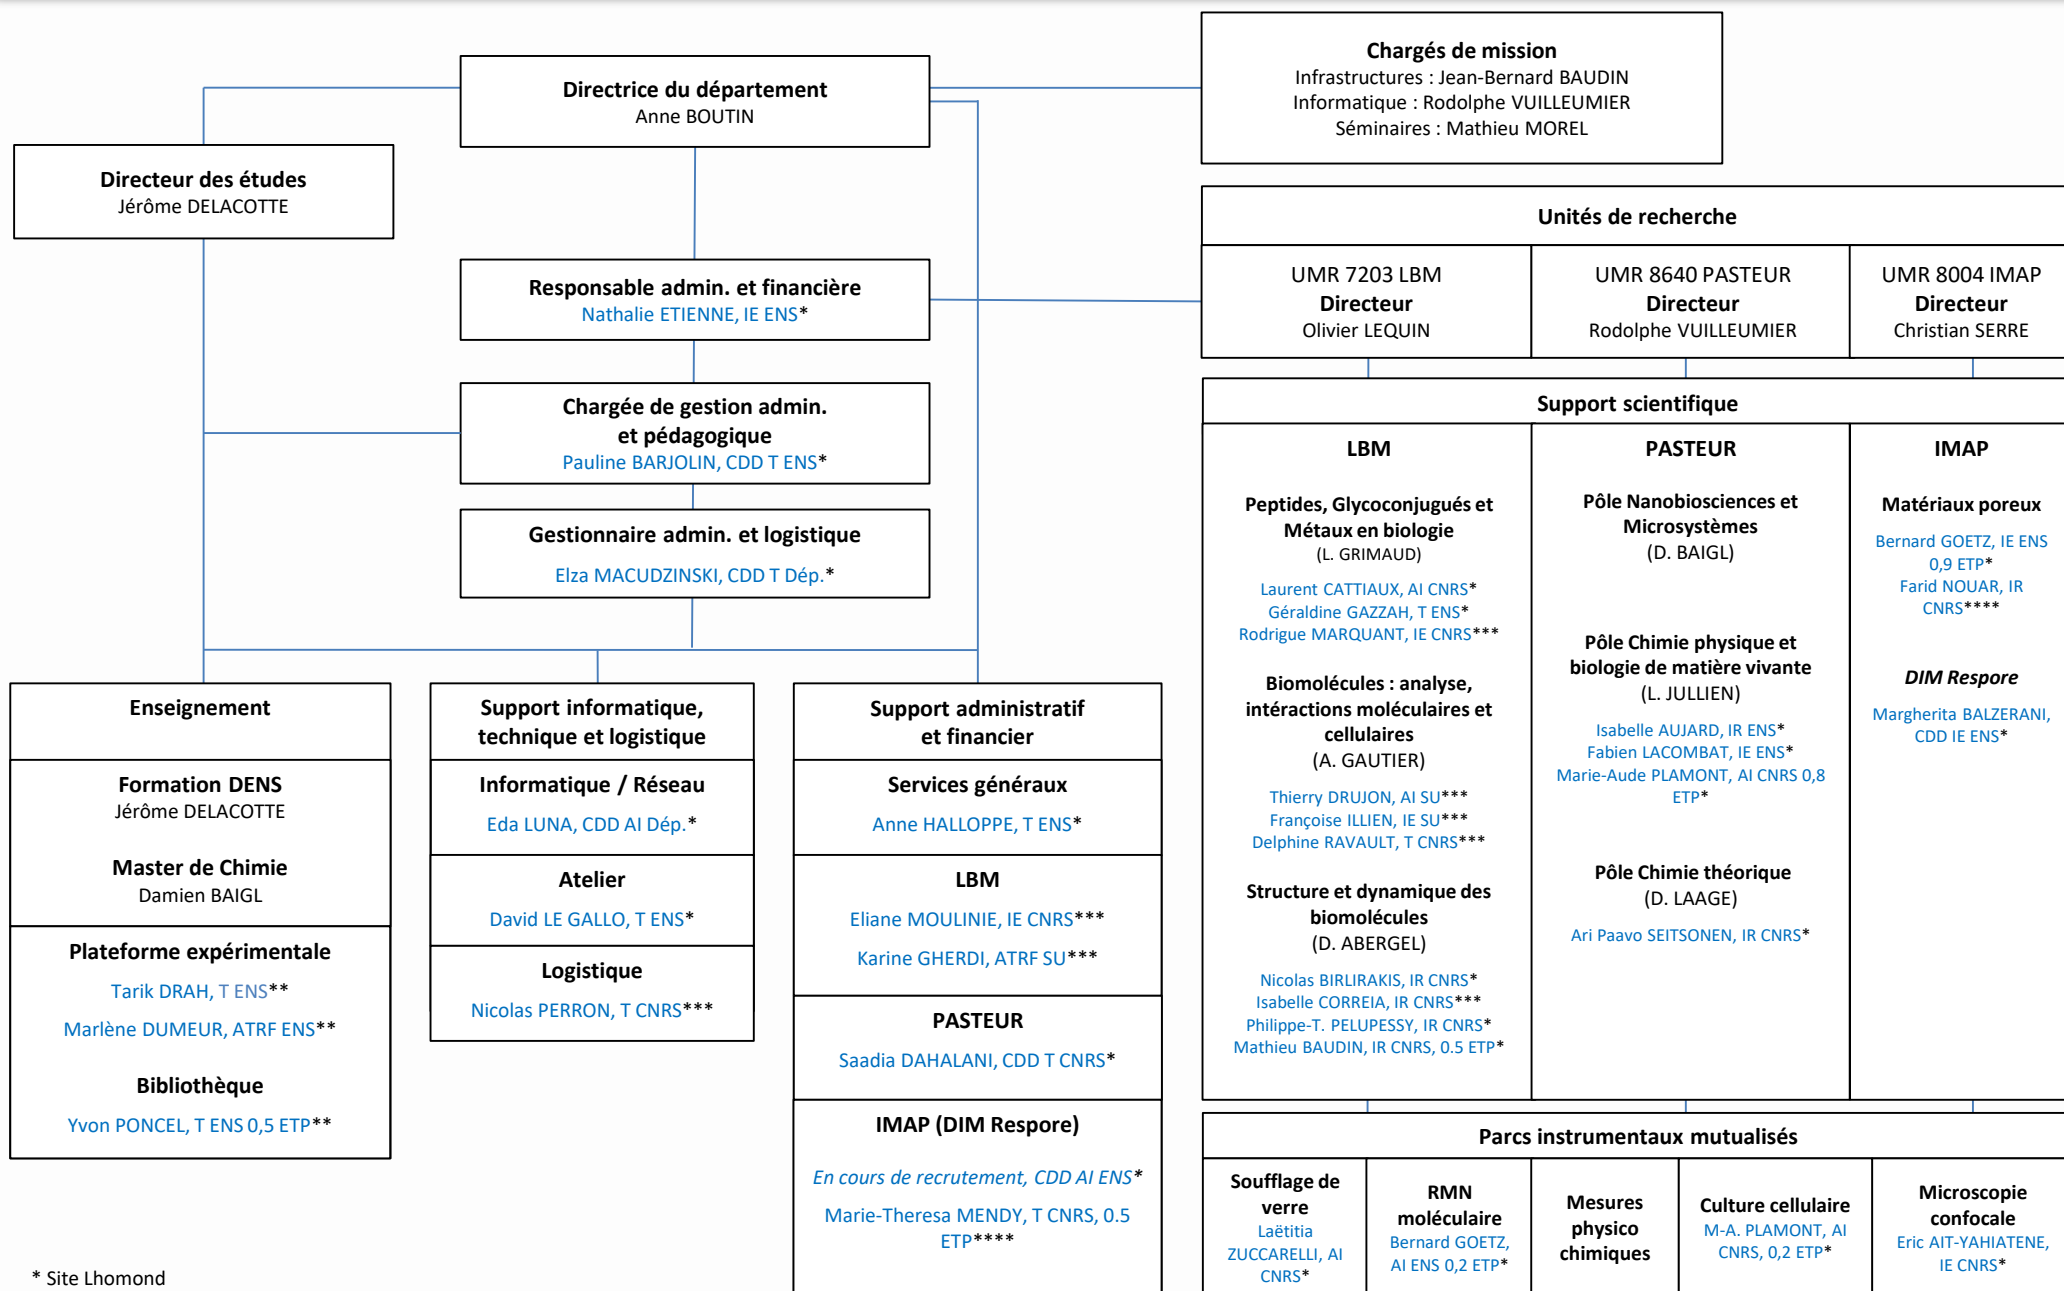 Chargés de mission
Infrastructures : Jean-Bernard BAUDIN
Informatique : Rodolphe VUILLEUMIER
Séminaires : Mathieu MOREL
Directrice du département
Anne BOUTIN
Directeur des études
Jérôme DELACOTTE
Responsable admin. et financière
Nathalie ETIENNE, IE ENS*
Chargée de gestion admin.
et pédagogique
Pauline BARJOLIN, CDD T ENS*
Gestionnaire admin. et logistique
Elza MACUDZINSKI, CDD T Dép.*
Unités de recherche
UMR 7203 LBM
Directeur
Olivier LEQUIN
UMR 8640 PASTEUR
Directeur
Rodolphe VUILLEUMIER
UMR 8004 IMAP
Directeur
Christian SERRE
Support scientifique
LBM
Peptides, Glycoconjugués et
Métaux en biologie
(L. GRIMAUD)
Laurent CATTIAUX, AI CNRS*
Géraldine GAZZAH, T ENS*
Rodrigue MARQUANT, IE CNRS***
Biomolécules : analyse,
intéractions moléculaires et
cellulaires
(A. GAUTIER)
Thierry DRUJON, AI SU***
Françoise ILLIEN, IE SU***
Delphine RAVAULT, T CNRS***
Structure et dynamique des
biomolécules
(D. ABERGEL)
Nicolas BIRLIRAKIS, IR CNRS*
Isabelle CORREIA, IR CNRS***
Philippe-T. PELUPESSY, IR CNRS*
Mathieu BAUDIN, IR CNRS, 0.5 ETP*
PASTEUR
Pôle Nanobiosciences et
Microsystèmes
(D. BAIGL)
Pôle Chimie physique et
biologie de matière vivante
(L. JULLIEN)
Isabelle AUJARD, IR ENS*
Fabien LACOMBAT, IE ENS*
Marie-Aude PLAMONT, AI CNRS 0,8
ETP*
Pôle Chimie théorique
(D. LAAGE)
Ari Paavo SEITSONEN, IR CNRS*
IMAP
Matériaux poreux
Bernard GOETZ, IE ENS
0,9 ETP*
Farid NOUAR, IR
CNRS****
DIM Respore
Margherita BALZERANI,
CDD IE ENS*
Enseignement
Formation DENS
Jérôme DELACOTTE
Master de Chimie
Damien BAIGL
Plateforme expérimentale
Tarik DRAH, T ENS**
Marlène DUMEUR, ATRF ENS**
Bibliothèque
Yvon PONCEL, T ENS 0,5 ETP**
Support informatique,
technique et logistique
Informatique / Réseau
Eda LUNA, CDD AI Dép.*
Atelier
David LE GALLO, T ENS*
Logistique
Nicolas PERRON, T CNRS***
Support administratif
et financier
Services généraux
Anne HALLOPPE, T ENS*
LBM
Eliane MOULINIE, IE CNRS***
Karine GHERDI, ATRF SU***
PASTEUR
Saadia DAHALANI, CDD T CNRS*
IMAP (DIM Respore)
En cours de recrutement, CDD AI ENS*
Marie-Theresa MENDY, T CNRS, 0.5
ETP****
Parcs instrumentaux mutualisés
Soufflage de
verre
Laëtitia
ZUCCARELLI, AI
CNRS*
RMN
moléculaire
Bernard GOETZ,
AI ENS 0,2 ETP*
Mesures
physico
chimiques
Culture cellulaire
M-A. PLAMONT, AI
CNRS, 0,2 ETP*
Microscopie
confocale
Eric AIT-YAHIATENE,
IE CNRS*
* Site Lhomond